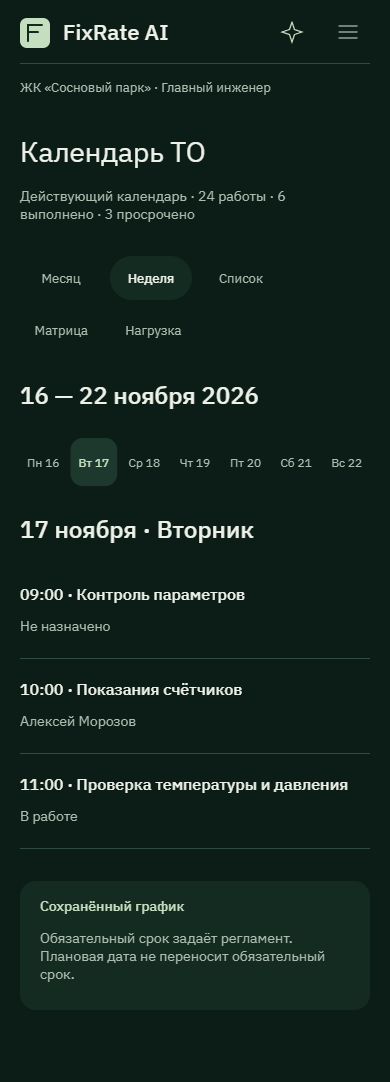 FixRate AI
ЖК «Сосновый парк» · Главный инженер
Календарь ТО
Действующий календарь · 24 работы · 6
выполнено · 3 просрочено
Месяц Неделя Список
Матрица Нагрузка
16 — 22 ноября 2026
Пн 16 Вт 17 Ср 18 Чт 19 Пт 20 Сб 21 Вс 22
17 ноября · Вторник
09:00 · Контроль параметров
Не назначено
10:00 · Показания счётчиков
Алексей Морозов
11:00 · Проверка температуры и давления
В работе
Сохранённый график
Обязательный срок задаёт регламент.
Плановая дата не переносит обязательный
срок.